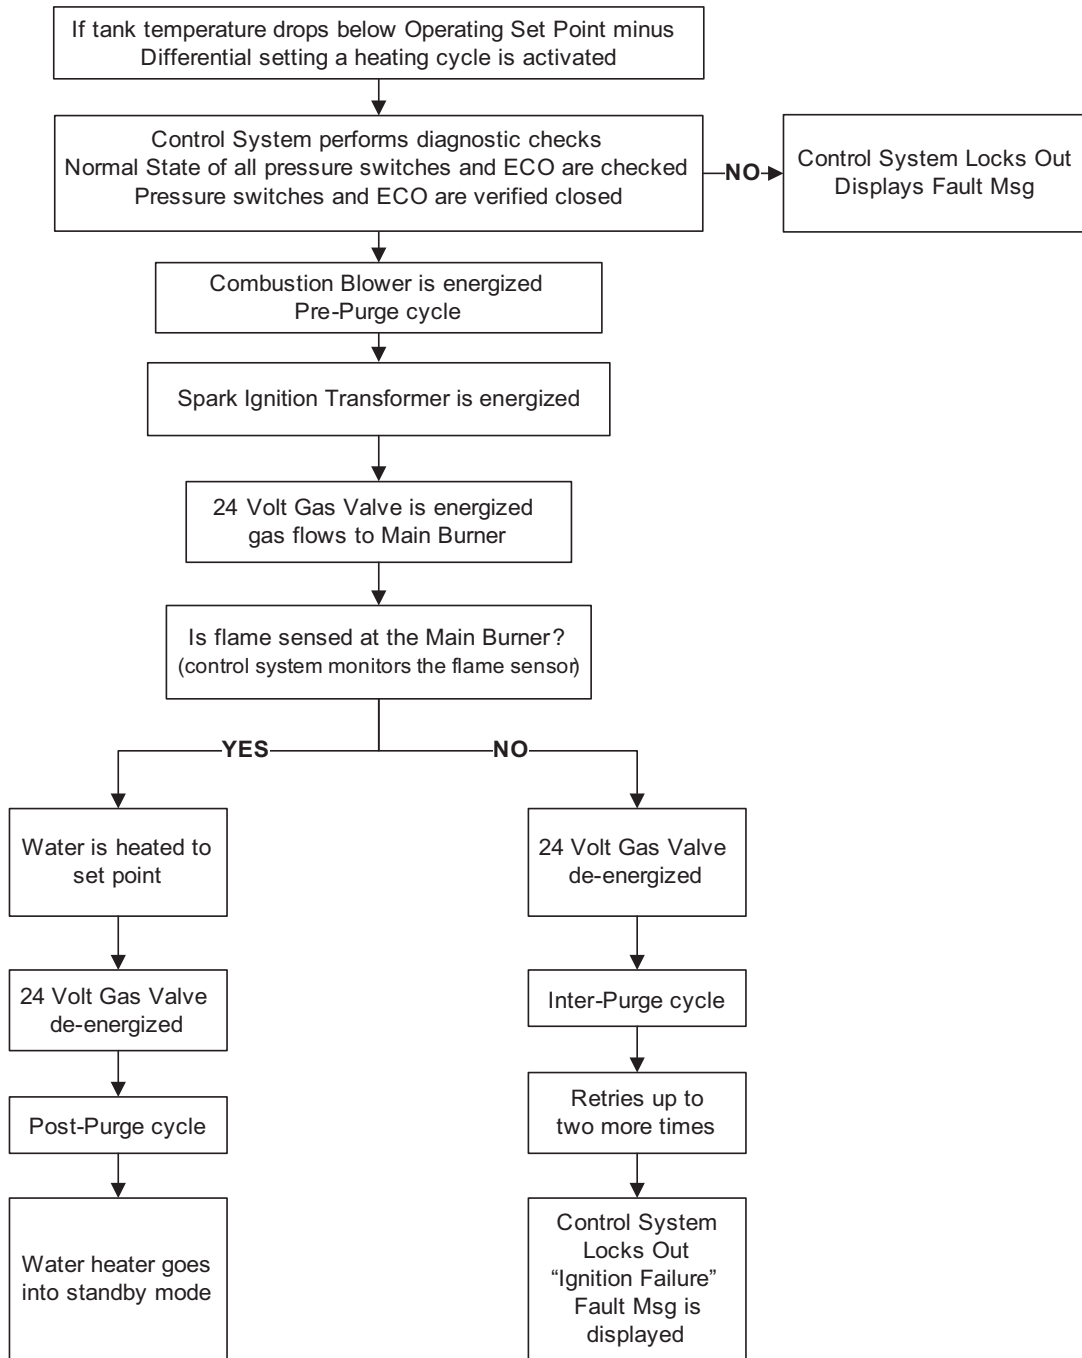 If tank temperature drops below Operating Set Point minus
Differential setting a heating cycle is activated
Control System performs diagnostic checks
Normal State of all pressure switches and ECO are checked
Pressure switches and ECO are verified closed
NO
Control System Locks Out
Displays Fault Msg
Combustion Blower is energized
Pre-Purge cycle
Spark Ignition Transformer is energized
24 Volt Gas Valve is energized
gas flows to Main Burner
Is flame sensed at the Main Burner?
(control system monitors the flame sensor)
YES
NO
Water is heated to
set point
24 Volt Gas Valve
de-energized
Post-Purge cycle
Water heater goes
into standby mode
24 Volt Gas Valve
de-energized
Inter-Purge cycle
Retries up to
two more times
Control System
Locks Out
“Ignition Failure”
Fault Msg is
displayed